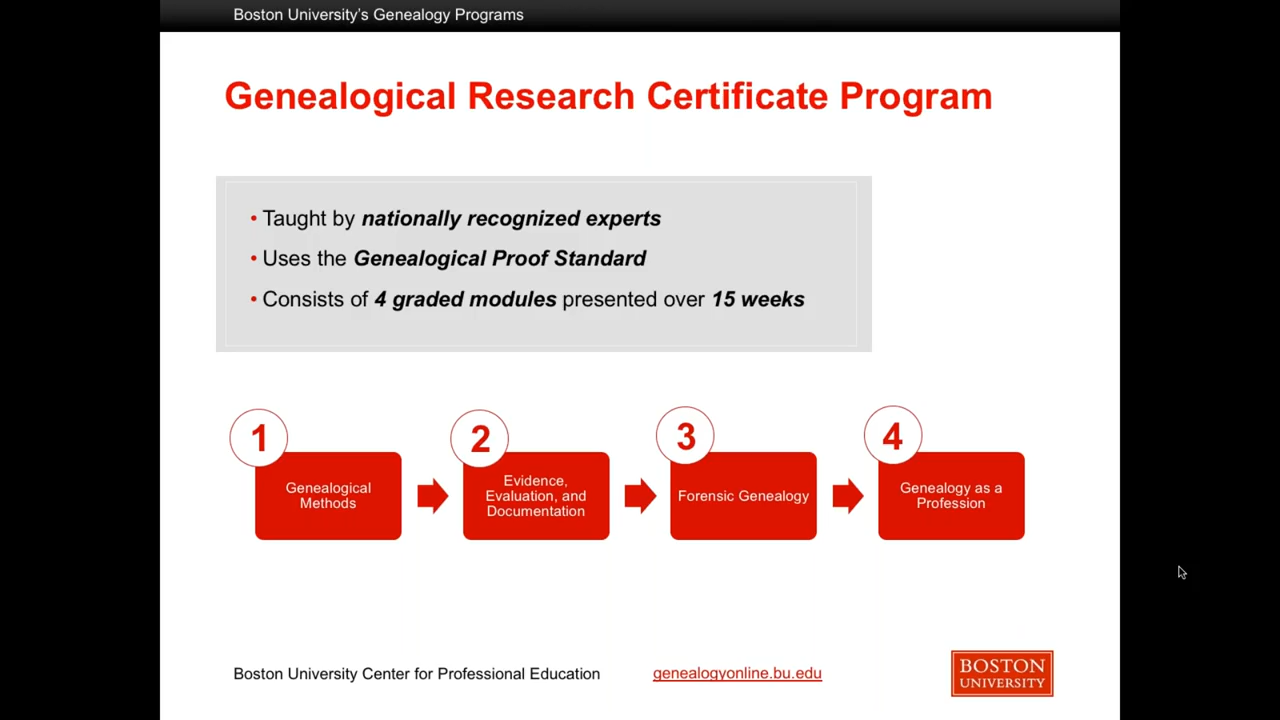 Boston University’s Genealogy Programs
Genealogical Research Certificate Program
• Taught by nationally recognized experts
• Uses the Genealogical Proof Standard
• Consists of 4 graded modules presented over 15 weeks
1
Genealogical
Methods
2
Evidence,
Evaluation, and
Documentation
3
Forensic Genealogy
4
Genealogy as a
Profession
Boston University Center for Professional Education
genealogyonline.bu.edu
BOSTON
UNIVERSITY